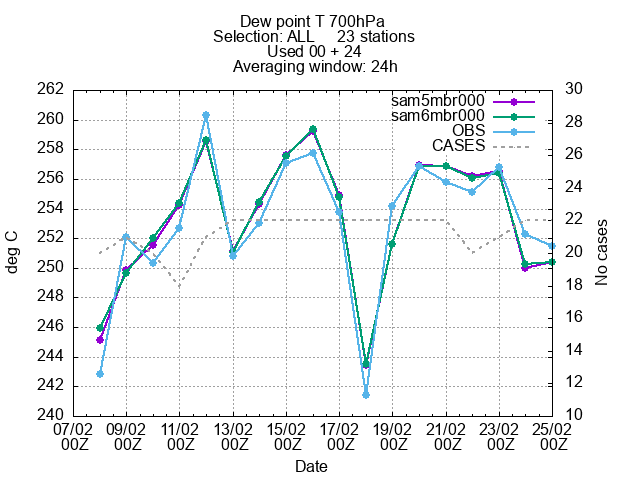 Dew point T 700hPa
Selection: ALL 23 stations
Used 00 + 24
Averaging window: 24h
sam5mbr000
sam6mbr000
OBS
CASES
262
260
258
256
254
252
250
248
246
244
242
240
deg C
30
28
26
24
22
20
18
16
14
12
10
No cases
07/02 09/02 11/02 13/02 15/02 17/02 19/02 21/02 23/02 25/02
00Z 00Z 00Z 00Z 00Z 00Z 00Z 00Z 00Z 00Z
Date